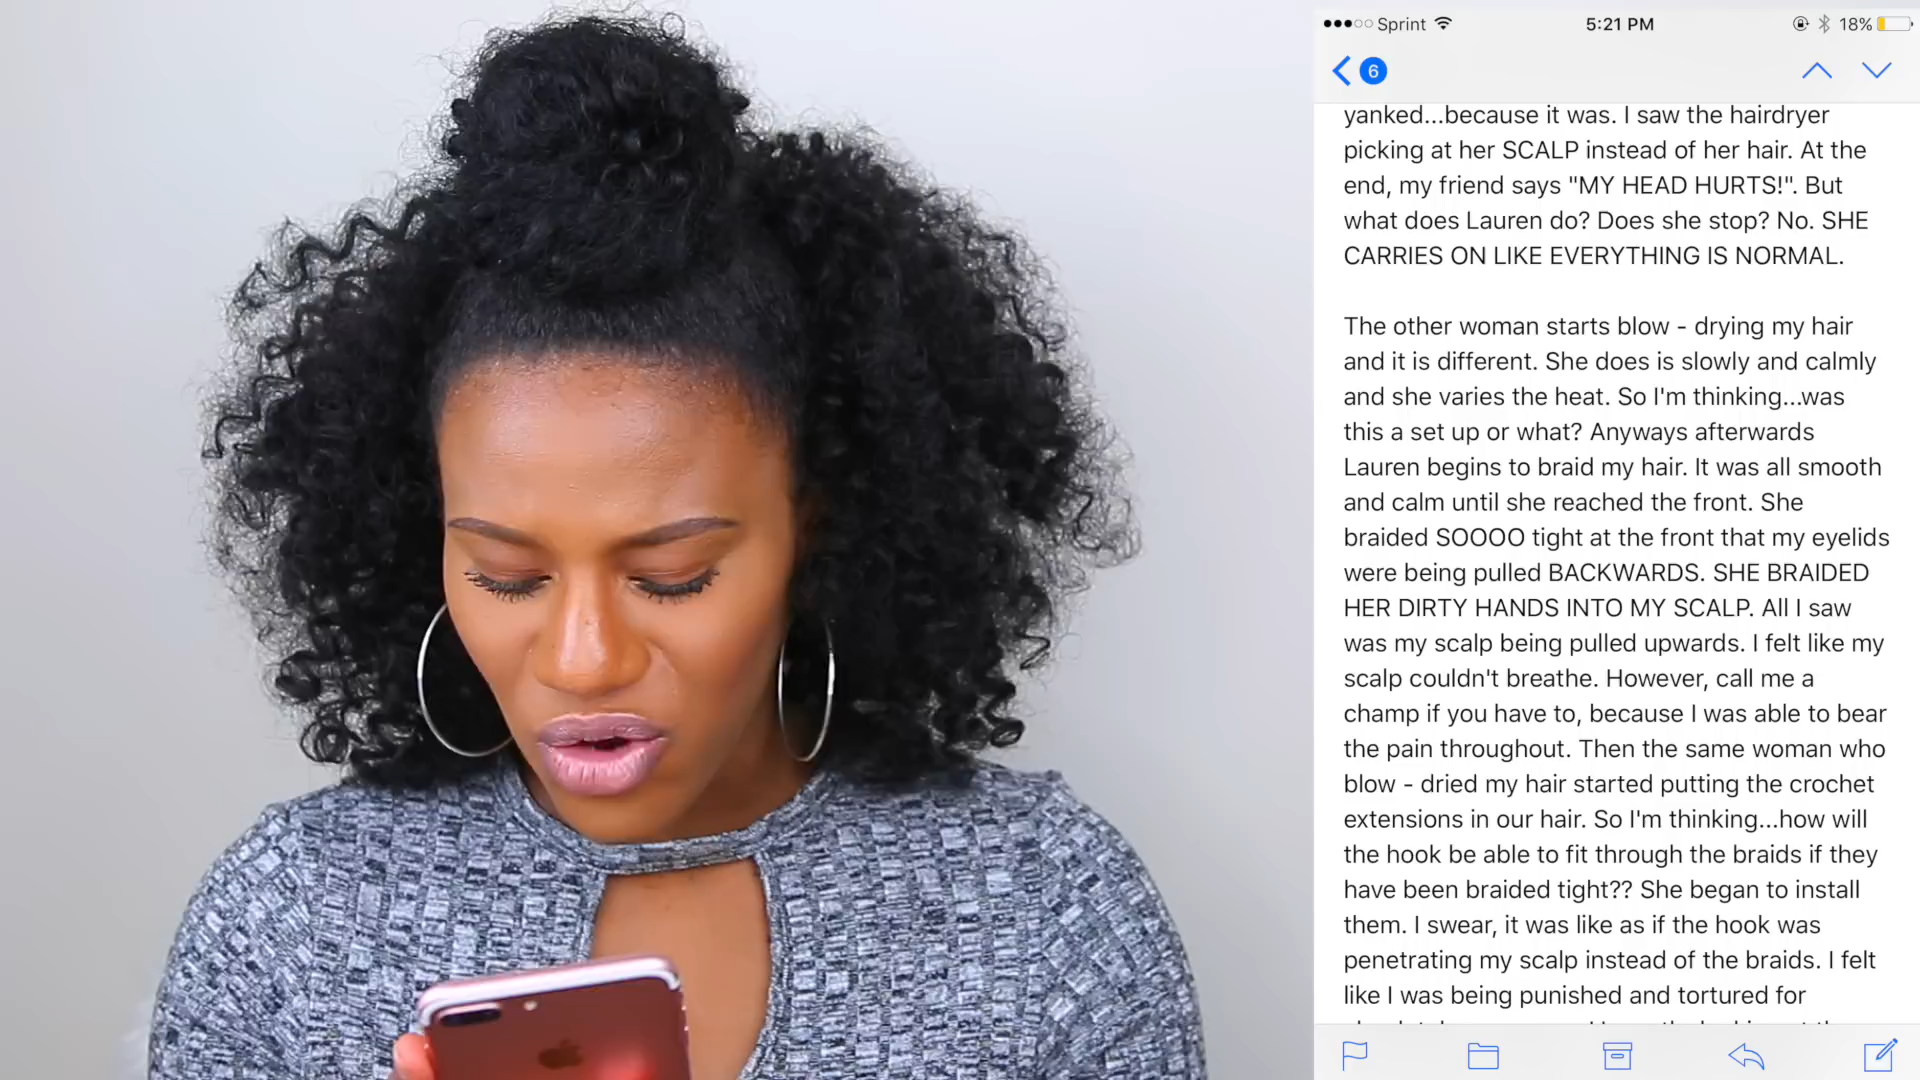 Sprint 5:21 PM 18%
6
yanked...because it was. I saw the hairdryer
picking at her SCALP instead of her hair. At the
end, my friend says "MY HEAD HURTS!". But
what does Lauren do? Does she stop? No. SHE
CARRIES ON LIKE EVERYTHING IS NORMAL.
The other woman starts blow - drying my hair
and it is different. She does is slowly and calmly
and she varies the heat. So I'm thinking...was
this a set up or what? Anyways afterwards
Lauren begins to braid my hair. It was all smooth
and calm until she reached the front. She
braided SOOOO tight at the front that my eyelids
were being pulled BACKWARDS. SHE BRAIDED
HER DIRTY HANDS INTO MY SCALP. All I saw
was my scalp being pulled upwards. I felt like my
scalp couldn't breathe. However, call me a
champ if you have to, because I was able to bear
the pain throughout. Then the same woman who
blow - dried my hair started putting the crochet
extensions in our hair. So I'm thinking...how will
the hook be able to fit through the braids if they
have been braided tight?? She began to install
them. I swear, it was like as if the hook was
penetrating my scalp instead of the braids. I felt
like I was being punished and tortured for